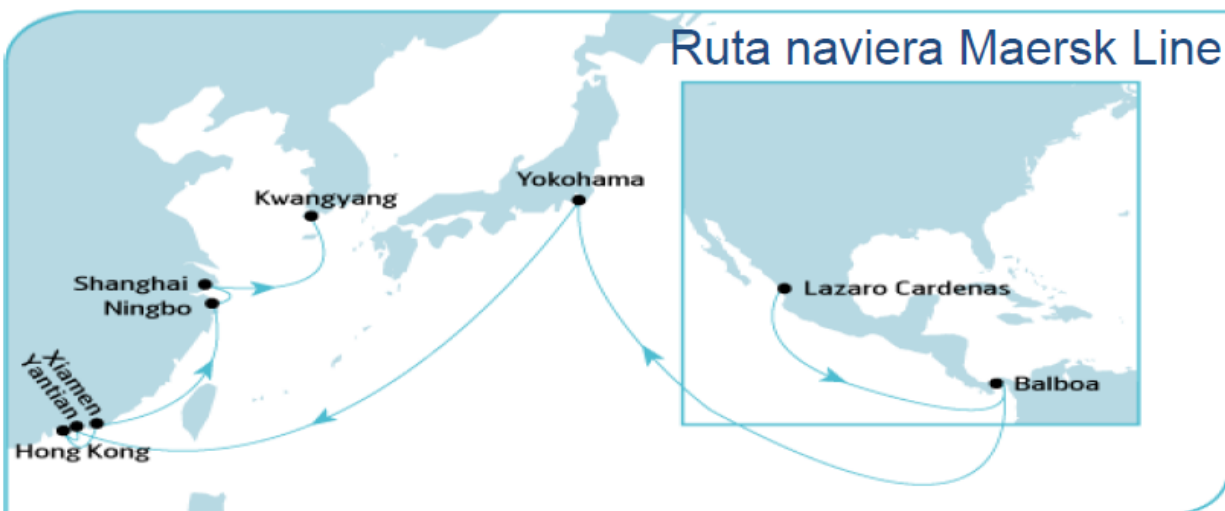 Ruta naviera Maersk Line
Yokohama
Kwangyang
Shanghai
Ningbo
Lazaro Cardenas
Xiamen
Yantian
Balboa
Hong Kong